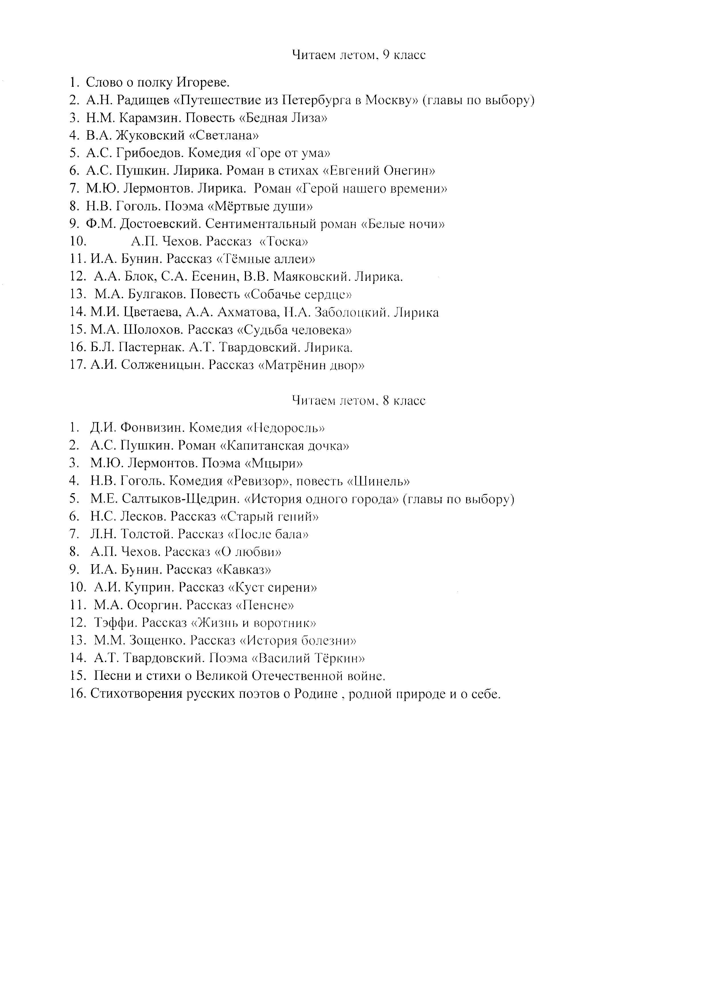 Читаем летом, 9 класс
1. Слово о полку Игореве.
2. А.Н. Радищев «Путешествие из Петербурга в Москву» (главы по выбору)
3. Н.М. Карамзин. Повесть «Бедная Лиза»
4. В.А. Жуковский «Светлана»
5. А.С. Грибоедов. Комедия «Горе от ума»
6. А.С. Пушкин. Лирика. Роман в стихах «Евгений Онегин»
7. М.Ю. Лермонтов. Лирика. Роман «Герой нашего времени»
8. Н.В. Гоголь. Поэма «Мёртвые души»
9. Ф.М. Достоевский. Сентиментальный роман «Белые ночи»
10. А.П. Чехов. Рассказ «Тоска»
11. И.А. Бунин. Рассказ «Тёмные аллеи»
12. А.А. Блок, С.А. Есенин, В.В. Маяковский. Лирика.
13. М.А. Булгаков. Повесть «Собачье сердце»
14. М.И. Цветаева, А.А. Ахматова, Н.А. Заболоцкий. Лирика
15. М.А. Шолохов. Рассказ «Судьба человека»
16. Б.Л. Пастернак. А.Т. Твардовский. Лирика.
17. А.И. Солженицын. Рассказ «Матрёнин двор»
Читаем летом, 8 класс
1. Д.И. Фонвизин. Комедия «Недоросль»
2. А.С. Пушкин. Роман «Капитанская дочка»
3. М.Ю. Лермонтов. Поэма «Мцыри»
4. Н.В. Гоголь. Комедия «Ревизор», повесть «Шинель»
5. М.Е. Салтыков-Щедрин. «История одного города» (главы по выбору)
6. Н.С. Лесков. Рассказ «Старый гений»
7. Л.Н. Толстой. Рассказ «После бала»
8. А.П. Чехов. Рассказ «О любви»
9. И.А. Бунин. Рассказ «Кавказ»
10. А.И. Куприн. Рассказ «Куст сирени»
11. М.А. Осоргин. Рассказ «Пенсне»
12. Тэффи. Рассказ «Жизнь и воротник»
13. М.М. Зощенко. Рассказ «История болезни»
14. А.Т. Твардовский. Поэма «Василий Тёркин»
15. Песни и стихи о Великой Отечественной войне.
16. Стихотворения русских поэтов о Родине , родной природе и о себе.